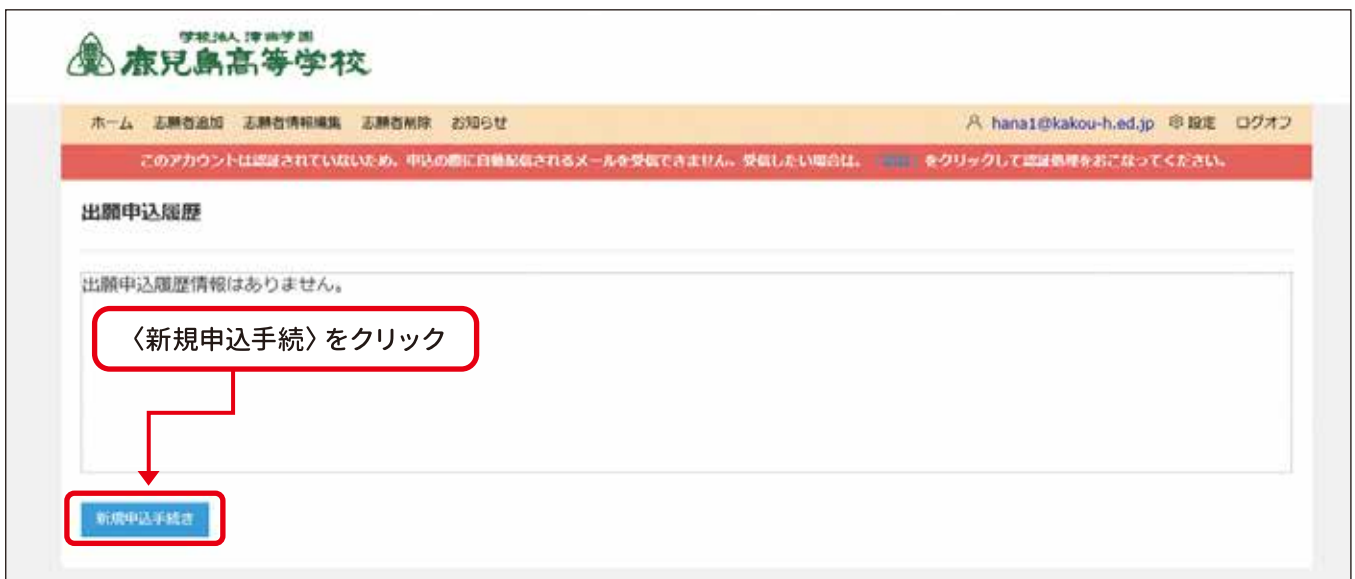 学校法人 津曲学園
鹿児島高等学校
ホーム 志願者追加 志願者情報編集 志願者削除 お知らせ hana1@kakou-h.ed.jp 設定 ログオフ
このアカウントは認証されていないため、申込の際に自動配信されるメールを受信できません。受信したい場合は、 をクリックして認証処理をおこなってください。
出願申込履歴
出願申込履歴情報はありません。
〈新規申込手続〉をクリック
新規申込手続き